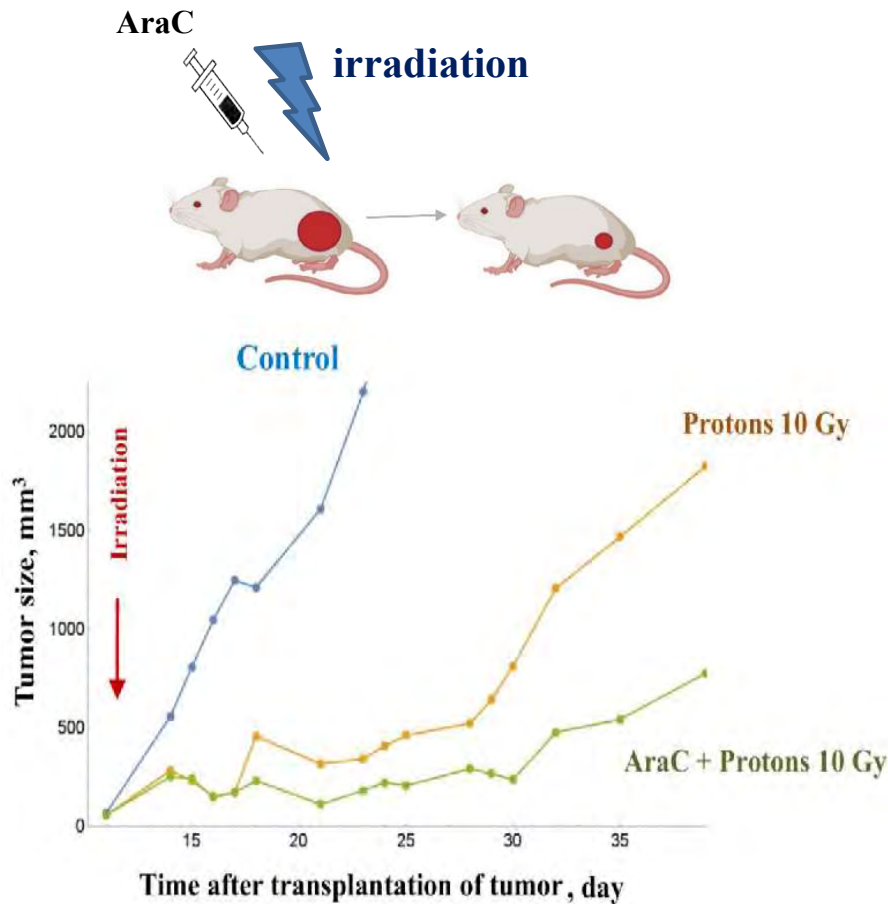 AraC
irradiation
Control
Protons 10 Gy
AraC + Protons 10 Gy
Irradiation
Tumor size, mm³
2000
1500
1000
500
0
15
20
25
30
35
Time after transplantation of tumor , day